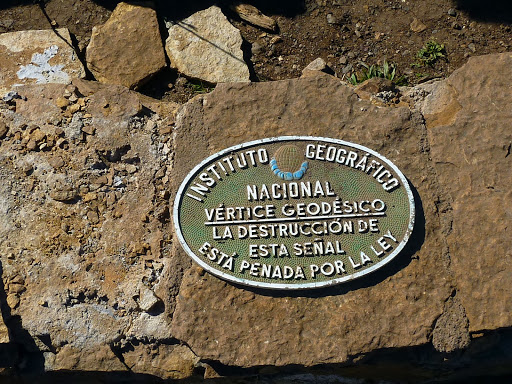 INSTITUTO GEOGRÁFICO
NACIONAL
VÉRTICE GEODÉSICO
LA DESTRUCCIÓN DE
ESTA SEÑAL
ESTÁ PENADA POR LA LEY